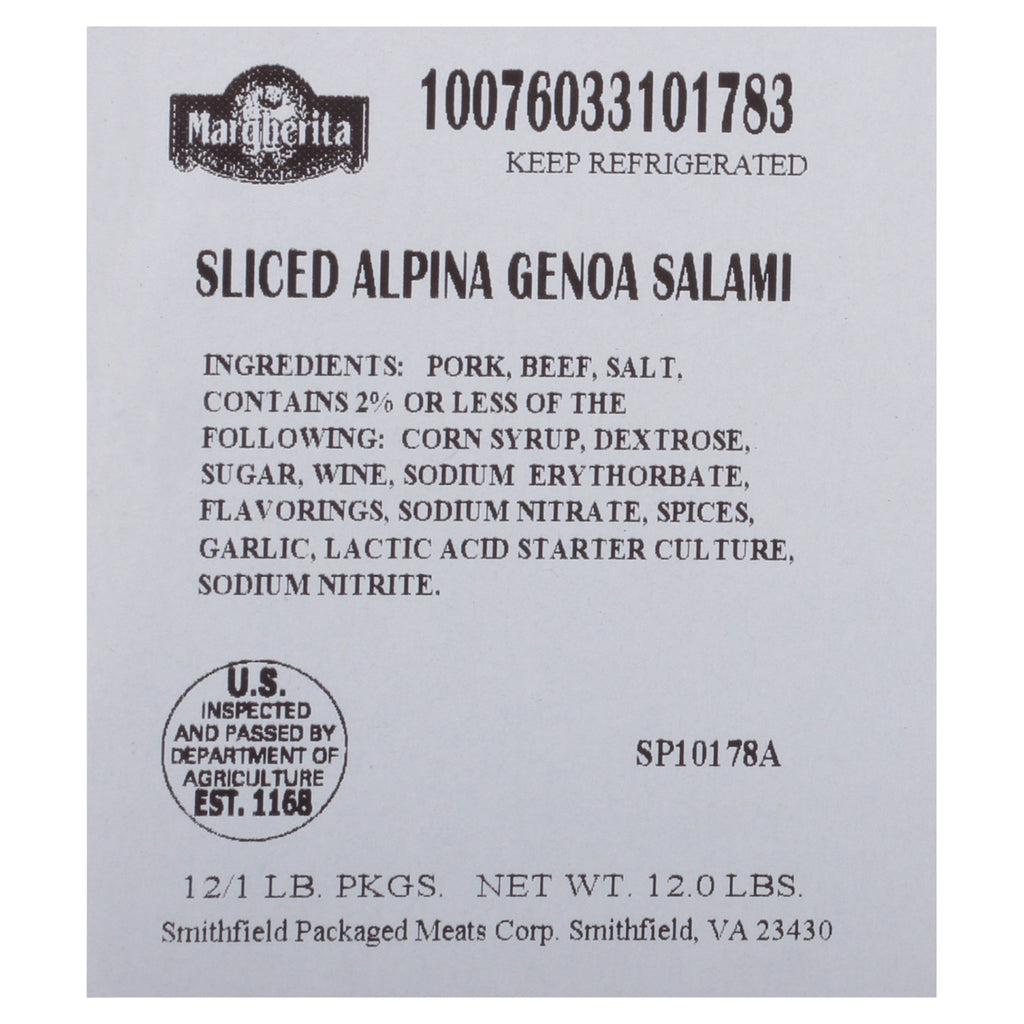 Margherita
10076033101783
KEEP REFRIGERATED
SLICED ALPINA GENOA SALAMI
INGREDIENTS: PORK, BEEF, SALT,
CONTAINS 2% OR LESS OF THE
FOLLOWING: CORN SYRUP, DEXTROSE,
SUGAR, WINE, SODIUM ERYTHORBATE,
FLAVORINGS, SODIUM NITRATE, SPICES,
GARLIC, LACTIC ACID STARTER CULTURE,
SODIUM NITRITE.
U.S.
INSPECTED
AND PASSED BY
DEPARTMENT OF
AGRICULTURE
EST. 1168
SP10178A
12/1 LB. PKGS. NET WT. 12.0 LBS.
Smithfield Packaged Meats Corp. Smithfield, VA 23430